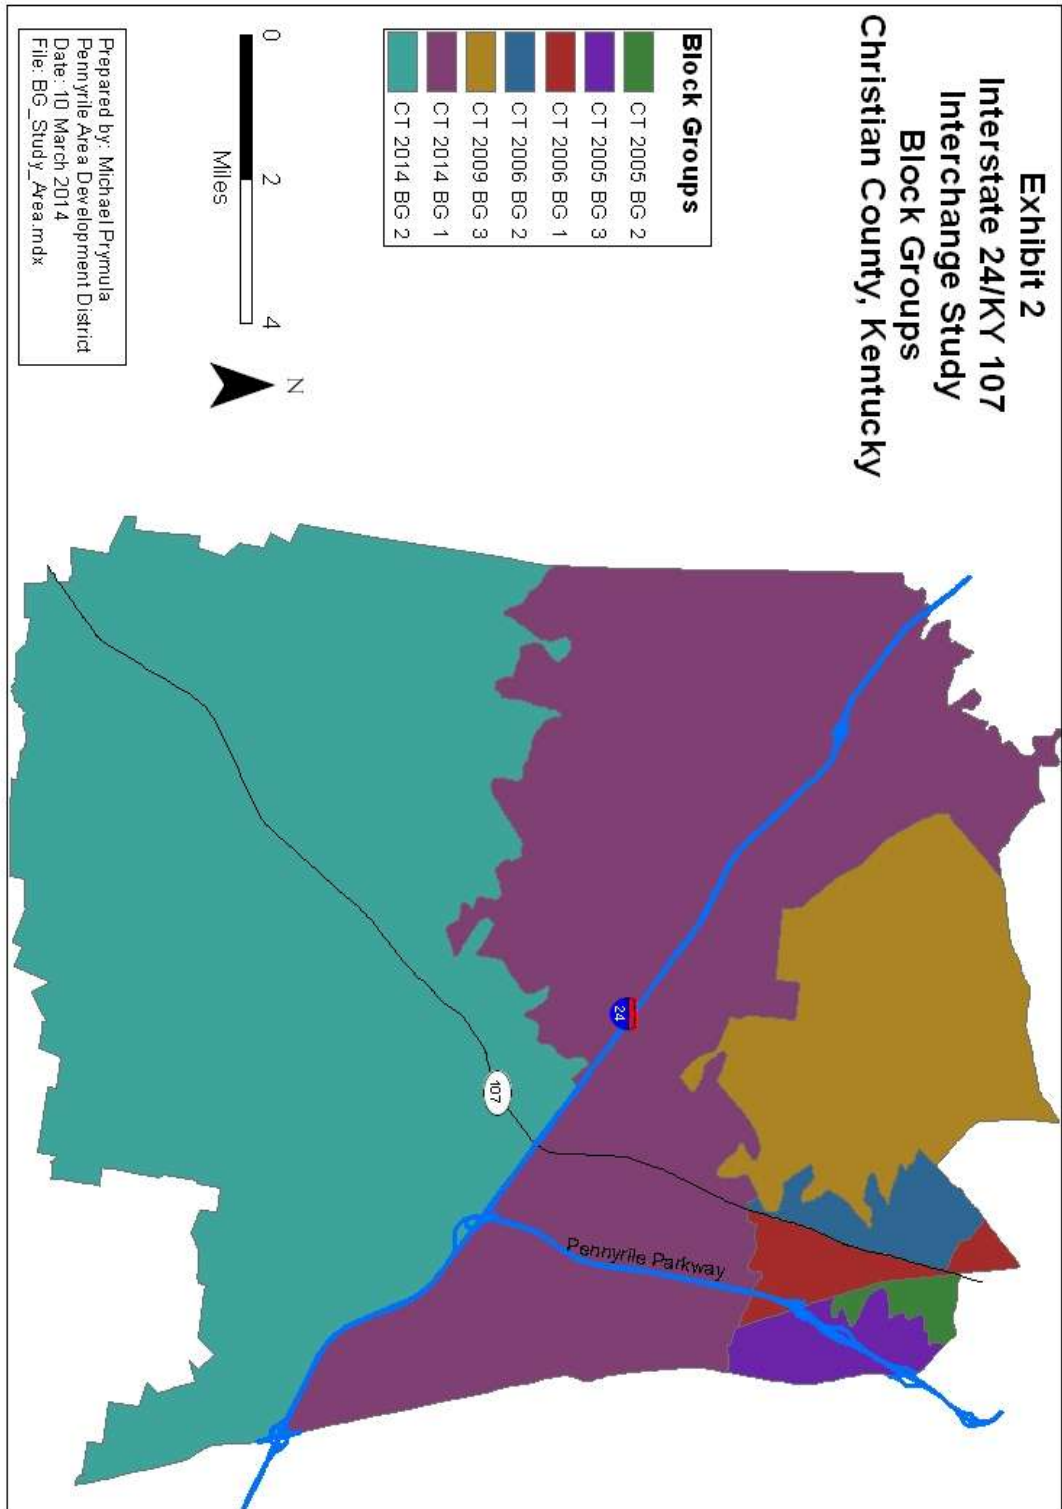 Exhibit 2
Interstate 24/KY 107
Interchange Study
Block Groups
Christian County, Kentucky
Block Groups
CT 2005 BG 2
CT 2005 BG 3
CT 2006 BG 1
CT 2006 BG 2
CT 2009 BG 3
CT 2014 BG 1
CT 2014 BG 2
0 2 4
Miles
N
Prepared by: Michael Prymula
Pennyrile Area Development District
Date: 10 March 2014
File: BG_Study_Area.mdx
24
107
Pennyrile Parkway